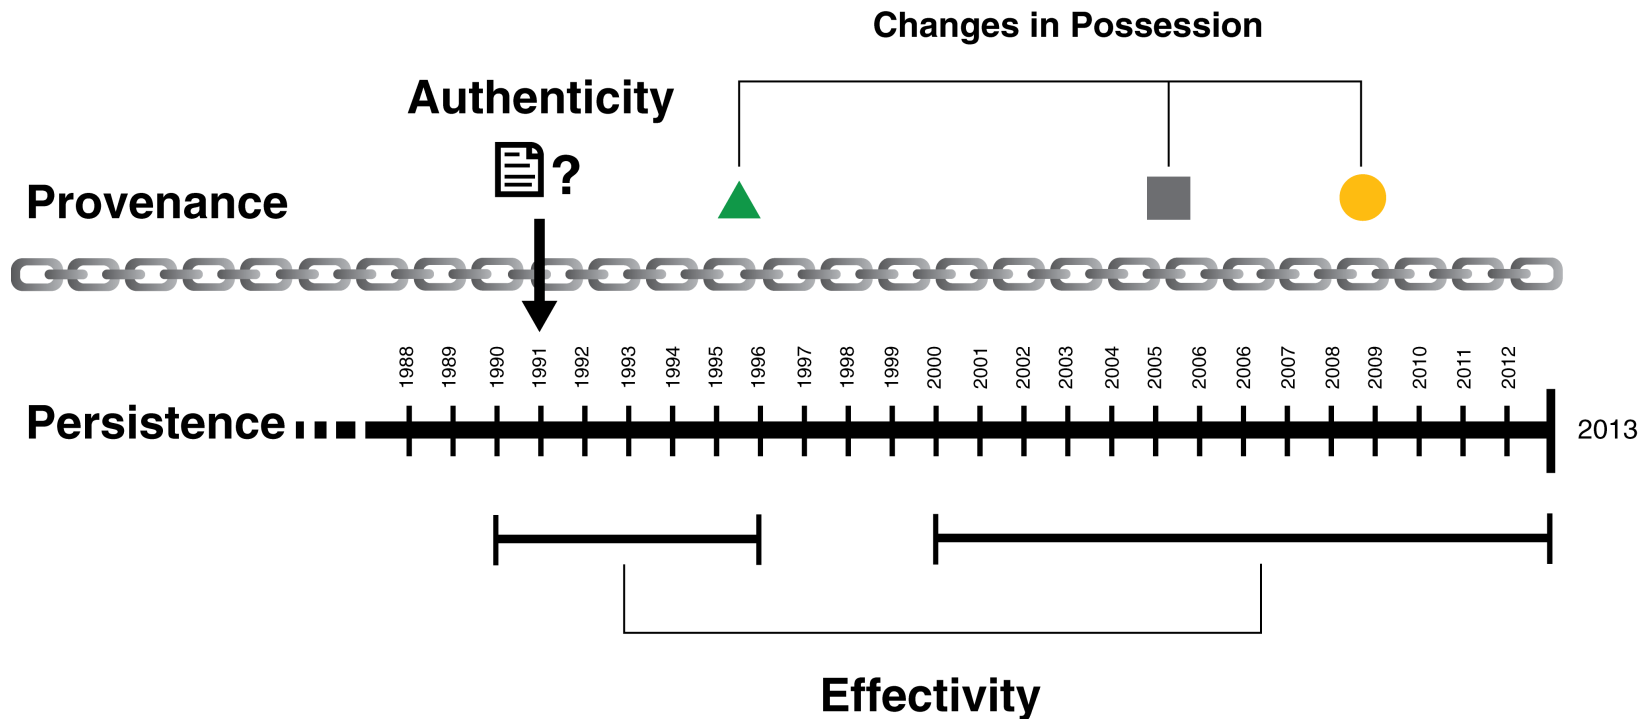 Changes in Possession
Authenticity
?
Provenance
1988 1989 1990 1991 1992 1993 1994 1995 1996 1997 1998 1999 2000 2001 2002 2003 2004 2005 2006 2006 2007 2008 2009 2010 2011 2012
Persistence
2013
Effectivity